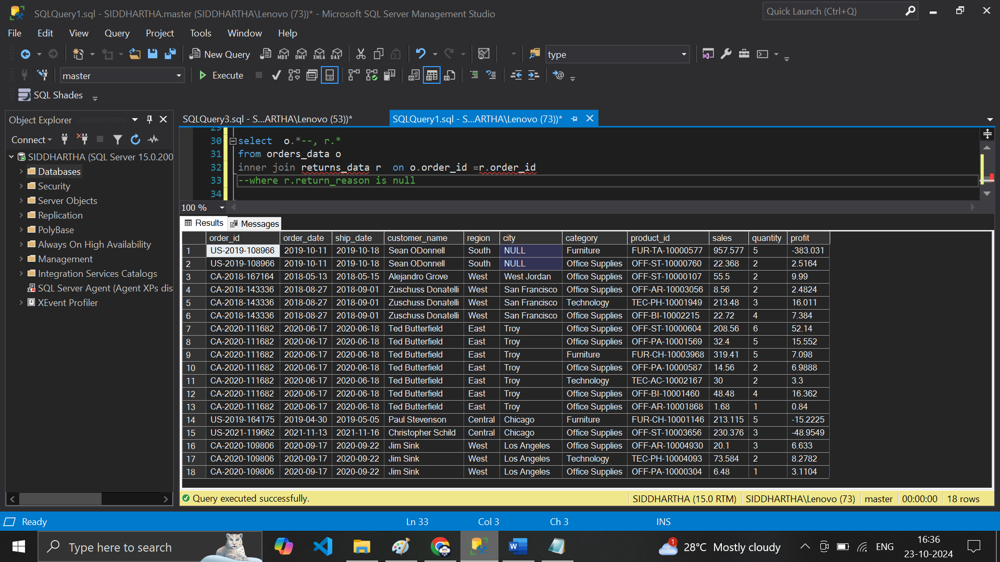 SQLQuery1.sql - SIDDHARTHA.master (SIDDHARTHA\Lenovo (73))* - Microsoft SQL Server Management Studio
Quick Launch (Ctrl+Q)
File Edit View Query Project Tools Window Help
New Query MDX DMX XMLA DAX type
master Execute
SQL Shades
Object Explorer
Connect
SIDDHARTHA (SQL Server 15.0.200
Databases
Security
Server Objects
Replication
PolyBase
Always On High Availability
Management
Integration Services Catalogs
SQL Server Agent (Agent XPs dis
XEvent Profiler
SQLQuery3.sql - S...ARTHA\Lenovo (53))* SQLQuery1.sql - S...ARTHA\Lenovo (73))*
29
30 select  o.*--, r.*
31 from orders_data o
32 inner join returns_data r  on o.order_id =r.order_id
33 --where r.return_reason is null
34
100 %
Results Messages
order_id order_date ship_date customer_name region city category product_id sales quantity profit
1 US-2019-108966 2019-10-11 2019-10-18 Sean ODonnell South NULL Furniture FUR-TA-10000577 957.577 5 -383.031
2 US-2019-108966 2019-10-11 2019-10-18 Sean ODonnell South NULL Office Supplies OFF-ST-10000760 22.368 2 2.5164
3 CA-2018-167164 2018-05-13 2018-05-15 Alejandro Grove West West Jordan Office Supplies OFF-ST-10000107 55.5 2 9.99
4 CA-2018-143336 2018-08-27 2018-09-01 Zuschuss Donatelli West San Francisco Office Supplies OFF-AR-10003056 8.56 2 2.4824
5 CA-2018-143336 2018-08-27 2018-09-01 Zuschuss Donatelli West San Francisco Technology TEC-PH-10001949 213.48 3 16.011
6 CA-2018-143336 2018-08-27 2018-09-01 Zuschuss Donatelli West San Francisco Office Supplies OFF-BI-10002215 22.72 4 7.384
7 CA-2020-111682 2020-06-17 2020-06-18 Ted Butterfield East Troy Office Supplies OFF-ST-10000604 208.56 6 52.14
8 CA-2020-111682 2020-06-17 2020-06-18 Ted Butterfield East Troy Office Supplies OFF-PA-10001569 32.4 5 15.552
9 CA-2020-111682 2020-06-17 2020-06-18 Ted Butterfield East Troy Furniture FUR-CH-10003968 319.41 5 7.098
10 CA-2020-111682 2020-06-17 2020-06-18 Ted Butterfield East Troy Office Supplies OFF-PA-10000587 14.56 2 6.9888
11 CA-2020-111682 2020-06-17 2020-06-18 Ted Butterfield East Troy Technology TEC-AC-10002167 30 2 3.3
12 CA-2020-111682 2020-06-17 2020-06-18 Ted Butterfield East Troy Office Supplies OFF-BI-10001460 48.48 4 16.362
13 CA-2020-111682 2020-06-17 2020-06-18 Ted Butterfield East Troy Office Supplies OFF-AR-10001868 1.68 1 0.84
14 US-2019-164175 2019-04-30 2019-05-05 Paul Stevenson Central Chicago Furniture FUR-CH-10001146 213.115 5 -15.2225
15 US-2021-119662 2021-11-13 2021-11-16 Christopher Schild Central Chicago Office Supplies OFF-ST-10003656 230.376 3 -48.9549
16 CA-2020-109806 2020-09-17 2020-09-22 Jim Sink West Los Angeles Office Supplies OFF-AR-10004930 20.1 3 6.633
17 CA-2020-109806 2020-09-17 2020-09-22 Jim Sink West Los Angeles Technology TEC-PH-10004093 73.584 2 8.2782
18 CA-2020-109806 2020-09-17 2020-09-22 Jim Sink West Los Angeles Office Supplies OFF-PA-10000304 6.48 1 3.1104
Query executed successfully. SIDDHARTHA (15.0 RTM) SIDDHARTHA\Lenovo (73) master 00:00:00 18 rows
Ready Ln 33 Col 3 Ch 3 INS
Type here to search 1 28°C Mostly cloudy ENG 16:36
23-10-2024